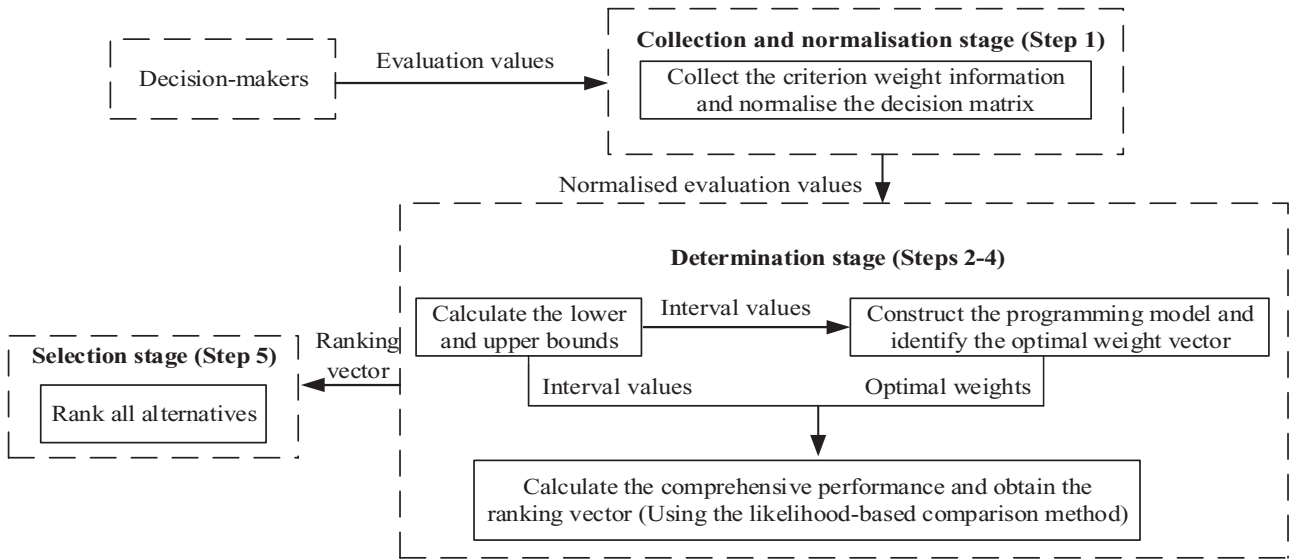 Decision-makers
Evaluation values
Collection and normalisation stage (Step 1)
Collect the criterion weight information
and normalise the decision matrix
Normalised evaluation values
Determination stage (Steps 2-4)
Calculate the lower
and upper bounds
Interval values
Construct the programming model and
identify the optimal weight vector
Interval values
Optimal weights
Calculate the comprehensive performance and obtain the
ranking vector (Using the likelihood-based comparison method)
Ranking
vector
Selection stage (Step 5)
Rank all alternatives